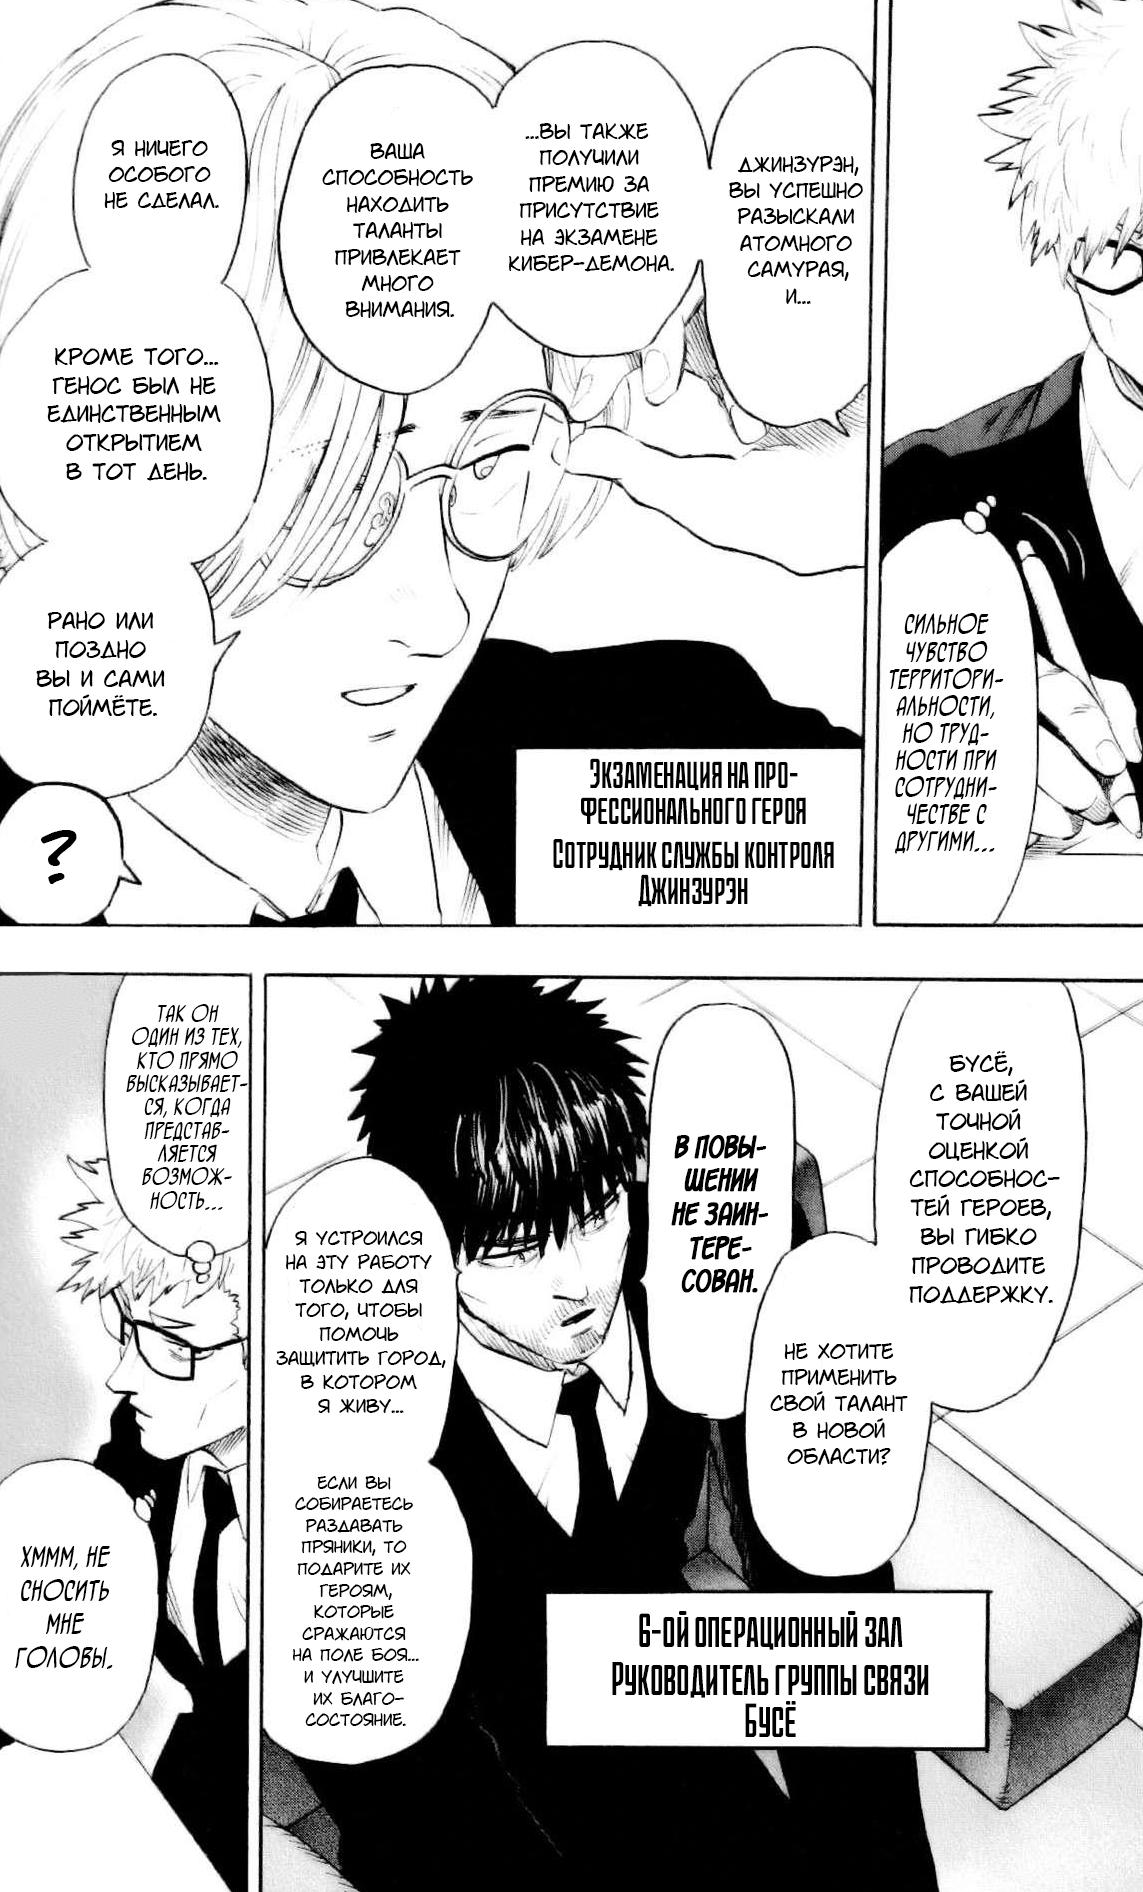 СИЛЬНОЕ
ЧУВСТВО
ТЕРРИТОРИ-
АЛЬНОСТИ,
НО ТРУД-
НОСТИ ПРИ
СОТРУДНИ-
ЧЕСТВЕ С
ДРУГИМИ...
ДЖИНЗУРЭН,
ВЫ УСПЕШНО
РАЗЫСКАЛИ
АТОМНОГО
САМУРАЯ,
И...
...ВЫ ТАКЖЕ
ПОЛУЧИЛИ
ПРЕМИЮ ЗА
ПРИСУТСТВИЕ
НА ЭКЗАМЕНЕ
КИБЕР-ДЕМОНА.
ВАША
СПОСОБНОСТЬ
НАХОДИТЬ
ТАЛАНТЫ
ПРИВЛЕКАЕТ
МНОГО
ВНИМАНИЯ.
Я НИЧЕГО
ОСОБОГО
НЕ СДЕЛАЛ.
КРОМЕ ТОГО...
ГЕНОС БЫЛ НЕ
ЕДИНСТВЕННЫМ
ОТКРЫТИЕМ
В ТОТ ДЕНЬ.
РАНО ИЛИ
ПОЗДНО
ВЫ И САМИ
ПОЙМЁТЕ.
?
ЭКЗАМЕНАЦИЯ НА ПРО-
ФЕССИОНАЛЬНОГО ГЕРОЯ
СОТРУДНИК СЛУЖБЫ КОНТРОЛЯ
ДЖИНЗУРЭН
БУСЁ,
С ВАШЕЙ
ТОЧНОЙ
ОЦЕНКОЙ
СПОСОБНОС-
ТЕЙ ГЕРОЕВ,
ВЫ ГИБКО
ПРОВОДИТЕ
ПОДДЕРЖКУ.
НЕ ХОТИТЕ
ПРИМЕНИТЬ
СВОЙ ТАЛАНТ
В НОВОЙ
ОБЛАСТИ?
В ПОВЫ-
ШЕНИИ
НЕ ЗАИН-
ТЕРЕ-
СОВАН.
Я УСТРОИЛСЯ
НА ЭТУ РАБОТУ
ТОЛЬКО ДЛЯ
ТОГО, ЧТОБЫ
ПОМОЧЬ
ЗАЩИТИТЬ ГОРОД,
В КОТОРОМ
Я ЖИВУ...
ЕСЛИ ВЫ
СОБИРАЕТЕСЬ
РАЗДАВАТЬ
ПРЯНИКИ, ТО
ПОДАРИТЕ ИХ
ГЕРОЯМ,
КОТОРЫЕ
СРАЖАЮТСЯ
НА ПОЛЕ БОЯ...
И УЛУЧШИТЕ
ИХ БЛАГО-
СОСТОЯНИЕ.
6-ОЙ ОПЕРАЦИОННЫЙ ЗАЛ
РУКОВОДИТЕЛЬ ГРУППЫ СВЯЗИ
БУСЁ
ТАК ОН
ОДИН ИЗ ТЕХ,
КТО ПРЯМО
ВЫСКАЗЫВАЕТ-
СЯ, КОГДА
ПРЕДСТАВ-
ЛЯЕТСЯ
ВОЗМОЖ-
НОСТЬ...
ХМММ, НЕ
СНОСИТЬ
МНЕ
ГОЛОВЫ.